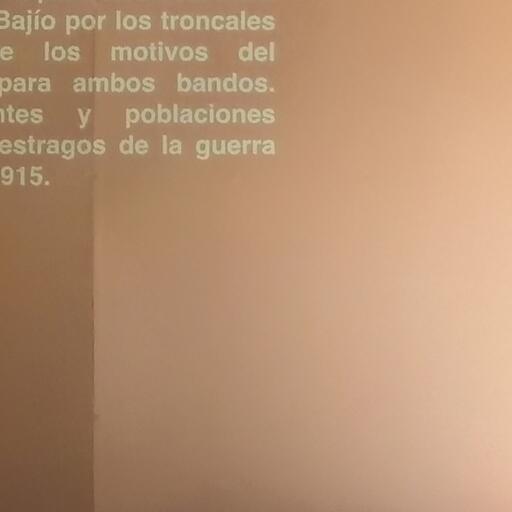 Bajío por los troncales
e los motivos del
para ambos bandos.
ntes y poblaciones
estragos de la guerra
915.